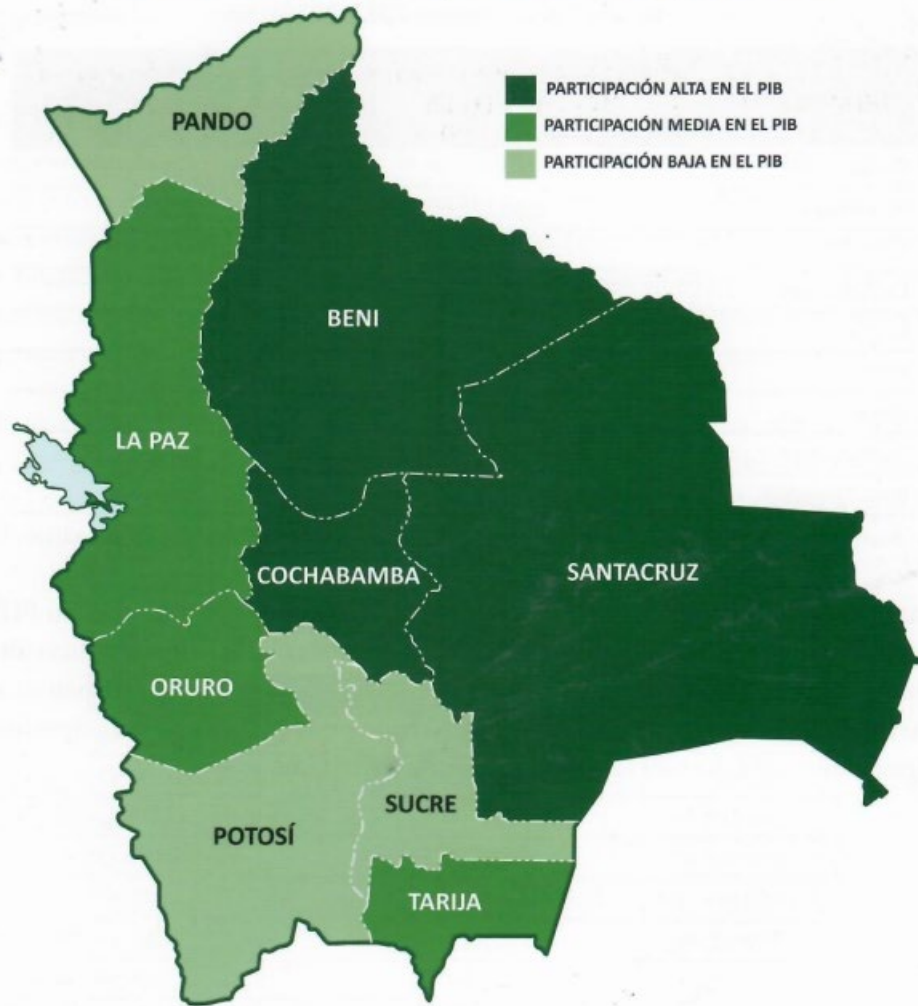 PARTICIPACIÓN ALTA EN EL PIB
PARTICIPACIÓN MEDIA EN EL PIB
PARTICIPACIÓN BAJA EN EL PIB
PANDO
BENI
LA PAZ
COCHABAMBA
SANTACRUZ
ORURO
SUCRE
POTOSÍ
TARIJA